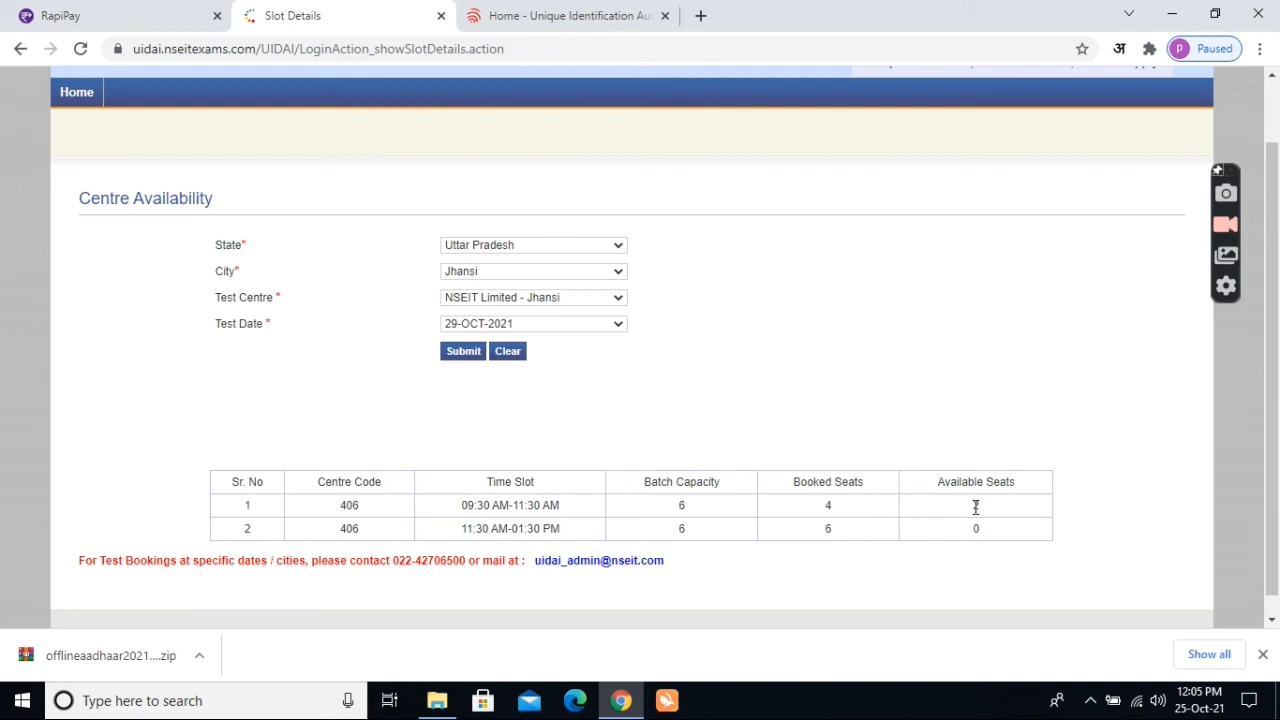 RapiPay
Slot Details
Home - Unique Identification Aut
uidai.nseitexams.com/UIDAI/LoginAction_showSlotDetails.action
अ
P Paused
Home
Centre Availability
State* Uttar Pradesh
City* Jhansi
Test Centre * NSEIT Limited - Jhansi
Test Date * 29-OCT-2021
Submit Clear
Sr. No Centre Code Time Slot Batch Capacity Booked Seats Available Seats
1 406 09:30 AM-11:30 AM 6 4
2 406 11:30 AM-01:30 PM 6 6 0
For Test Bookings at specific dates / cities, please contact 022-42706500 or mail at : uidai_admin@nseit.com
offlineaadhaar2021....zip
Show all
Type here to search
12:05 PM
25-Oct-21